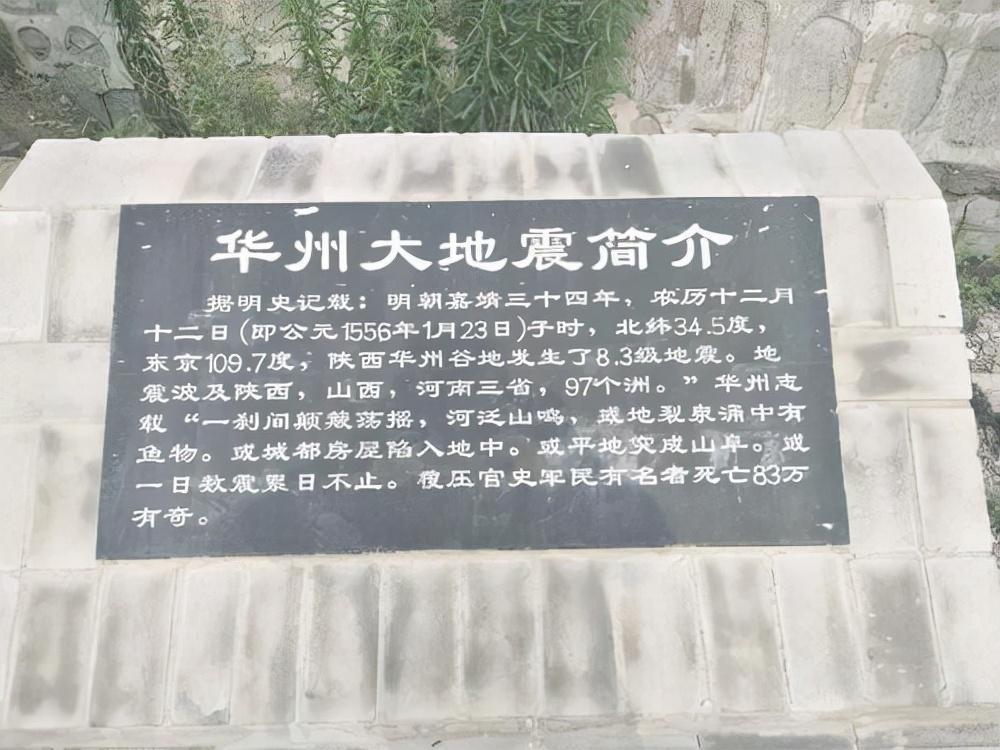 华州大地震简介
据明史记载：明朝嘉靖三十四年，农历十二月
十二日(即公元1556年1月23日)子时，北纬34.5度，
东京109.7度，陕西华州谷地发生了8.3级地震。地
震波及陕西，山西，河南三省，97个洲。”华州志
载“一刹间颠簸荡摇，河泛山鸣，或地裂泉涌中有
鱼物。或城都房屋陷入地中。或平地突成山阜。或
一日数震累日不止。覆压官史军民有名者死亡83万
有奇。